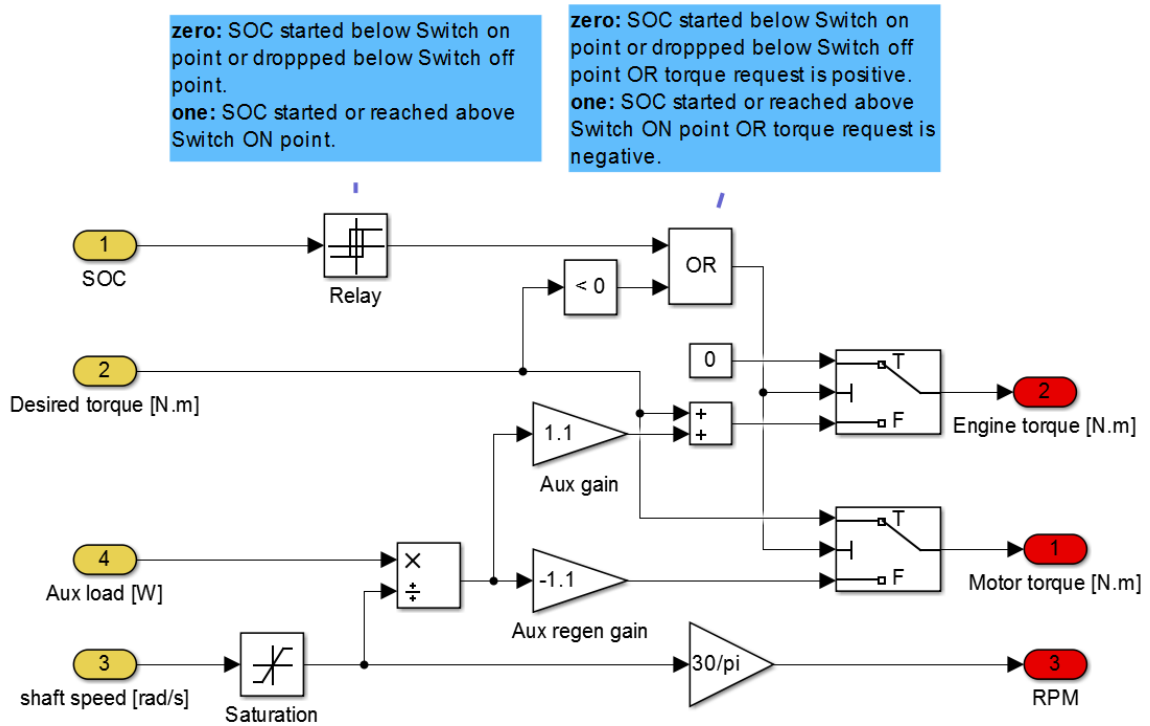 zero: SOC started below Switch on
point or droppped below Switch off
point.
one: SOC started or reached above
Switch ON point.
zero: SOC started below Switch on
point or droppped below Switch off
point OR torque request is positive.
one: SOC started or reached above
Switch ON point OR torque request is
negative.
1
SOC
Relay
< 0
OR
2
Desired torque [N.m]
0
+
+
T
F
2
Engine torque [N.m]
1.1
Aux gain
4
Aux load [W]
×
÷
-1.1
Aux regen gain
T
F
1
Motor torque [N.m]
3
shaft speed [rad/s]
Saturation
30/pi
3
RPM